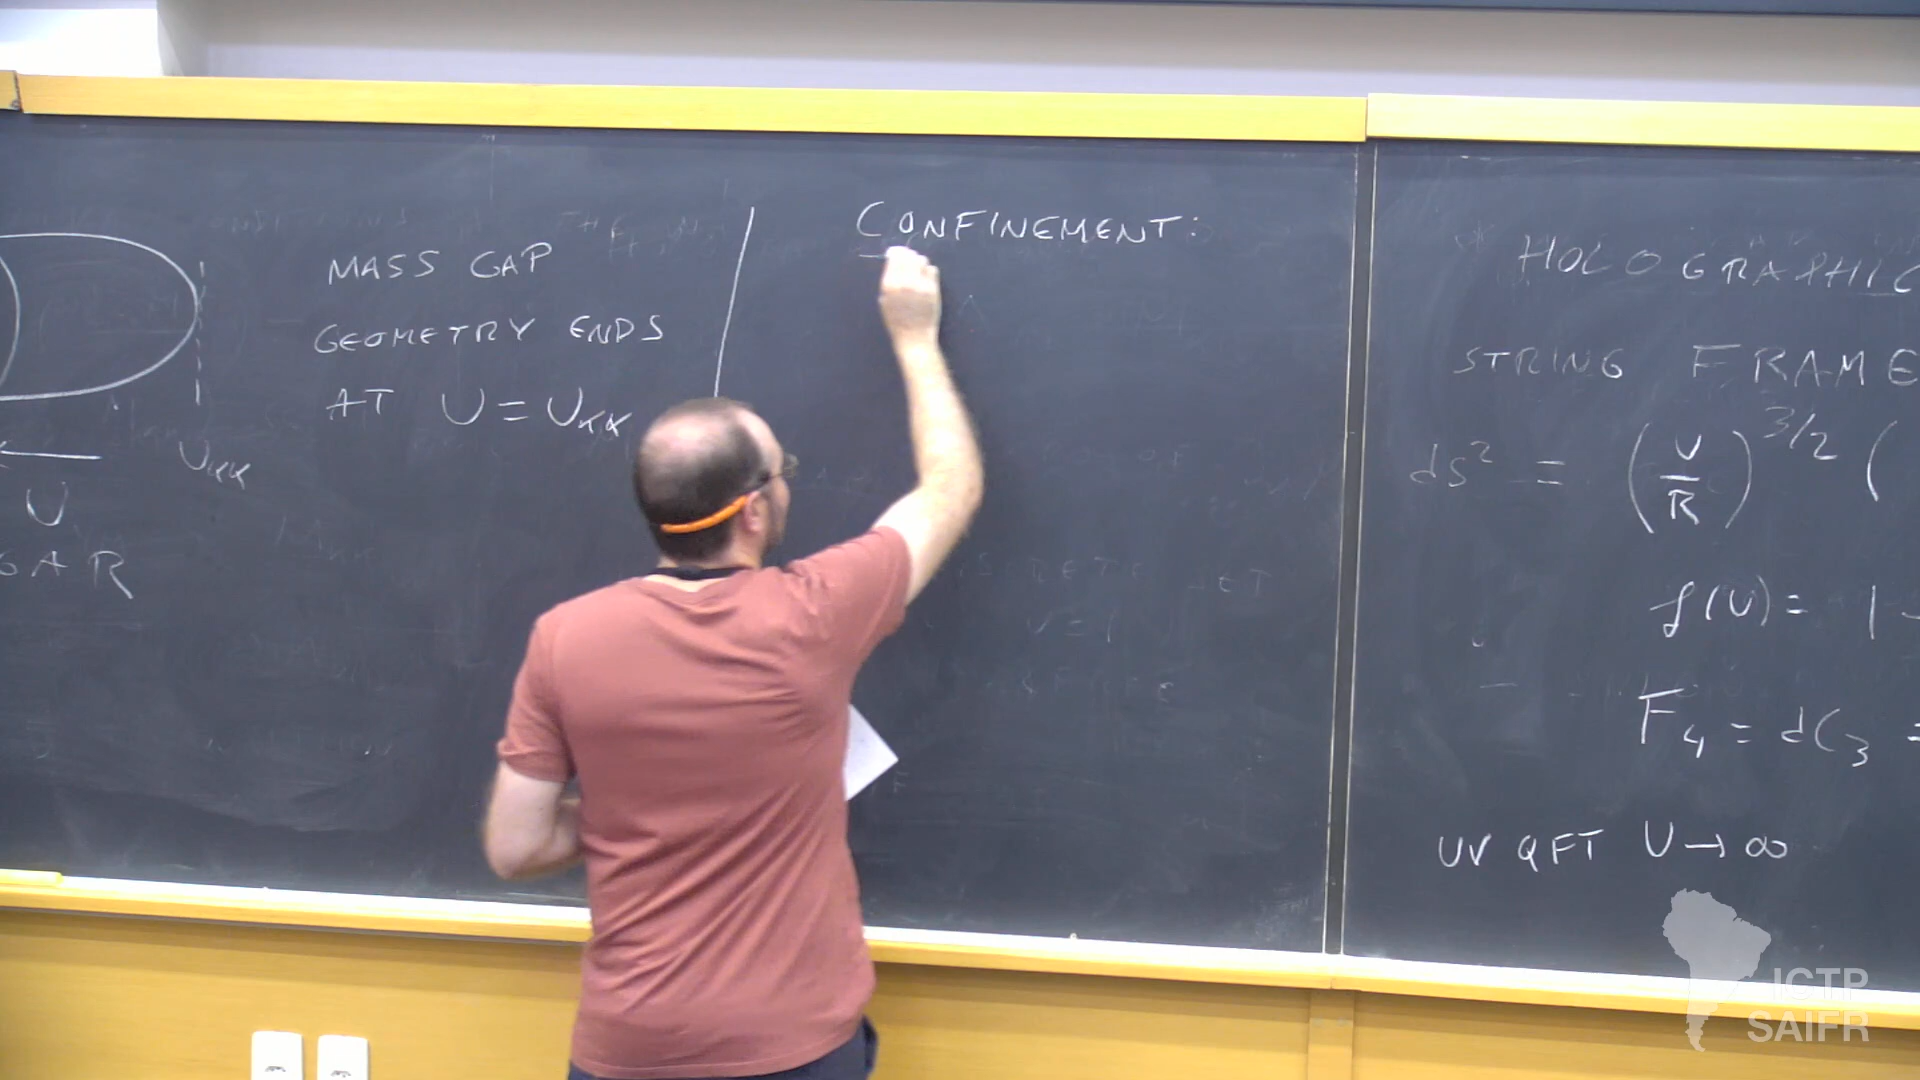 MASS GAP
GEOMETRY ENDS
AT U = U_KK
U_KK
U
GAR
CONFINEMENT:
HOLOGRAPHIC
STRING FRAME
ds² = (U/R)^3/2 (
f(U) = 1 -
F₄ = dC₃ =
UV QFT U → ∞
ICTP
SAIFR